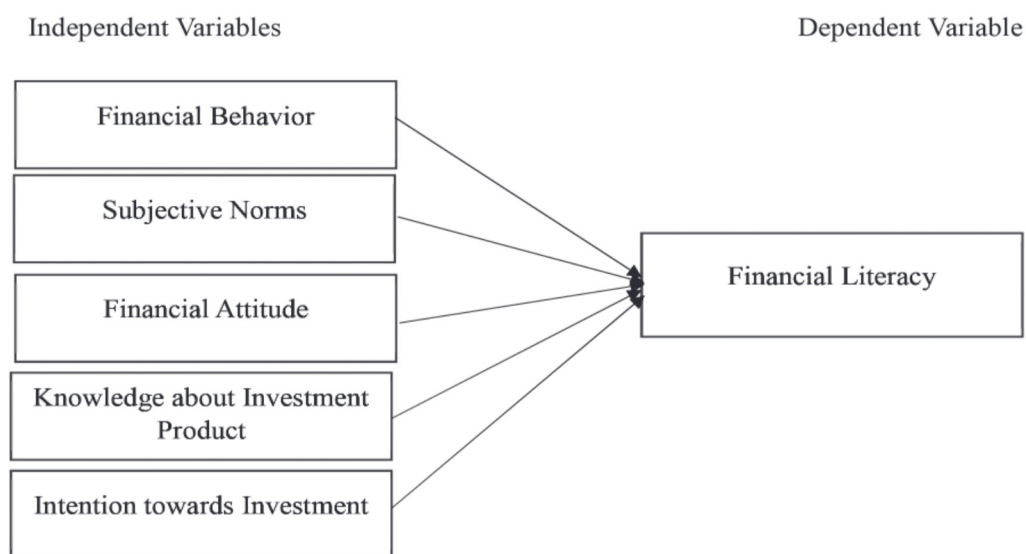 Independent Variables
Dependent Variable
Financial Behavior
Subjective Norms
Financial Attitude
Knowledge about Investment
Product
Intention towards Investment
Financial Literacy